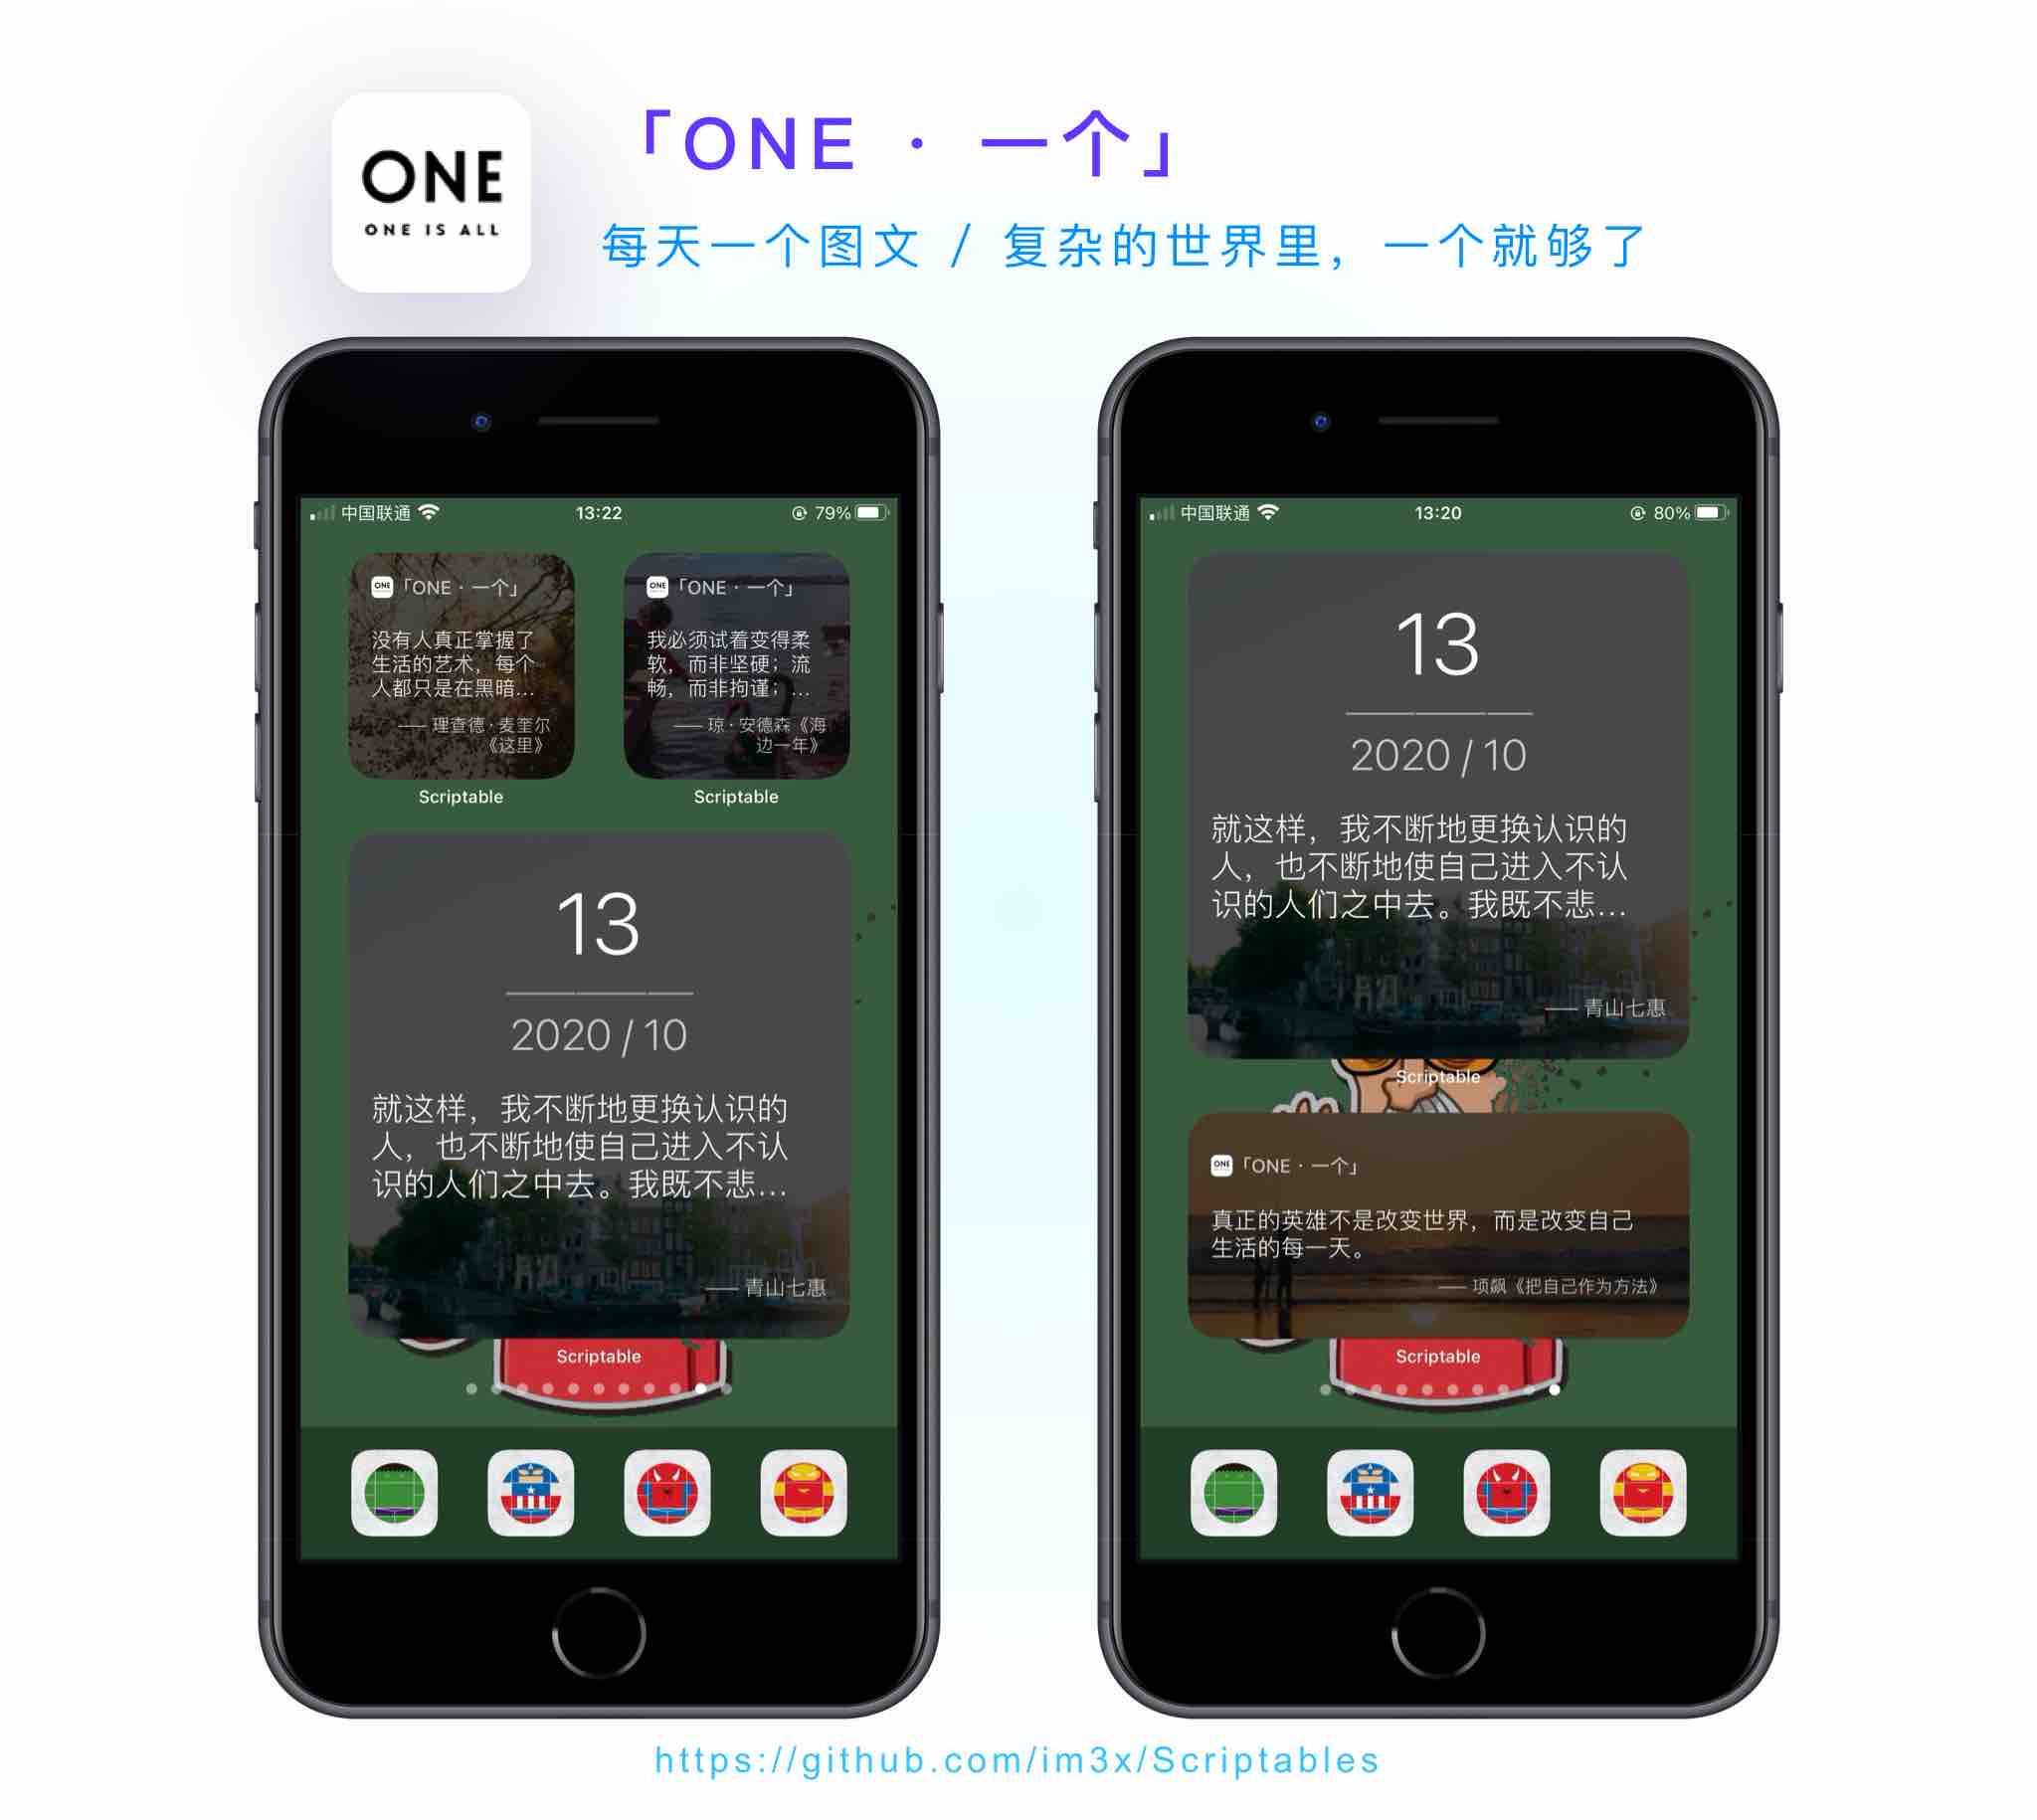 ONE
ONE IS ALL
「ONE · 一个」
每天一个图文 / 复杂的世界里，一个就够了
中国联通
13:22
79%
ONE
「ONE · 一个」
没有人真正掌握了
生活的艺术，每个
人都只是在黑暗...
—— 理查德·麦奎尔
《这里》
Scriptable
ONE
「ONE · 一个」
我必须试着变得柔
软，而非坚硬；流
畅，而非拘谨；...
—— 琼·安德森《海
边一年》
Scriptable
13
2020 / 10
就这样，我不断地更换认识的
人，也不断地使自己进入不认
识的人们之中去。我既不悲...
—— 青山七惠
Scriptable
中国联通
13:20
80%
13
2020 / 10
就这样，我不断地更换认识的
人，也不断地使自己进入不认
识的人们之中去。我既不悲...
—— 青山七惠
Scriptable
ONE
「ONE · 一个」
真正的英雄不是改变世界，而是改变自己
生活的每一天。
—— 项飙《把自己作为方法》
Scriptable
https://github.com/im3x/Scriptables